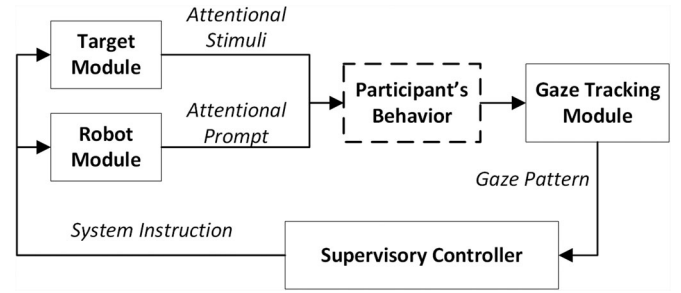 Attentional
Stimuli
Target
Module
Attentional
Prompt
Robot
Module
Participant's
Behavior
Gaze Tracking
Module
Gaze Pattern
System Instruction
Supervisory Controller